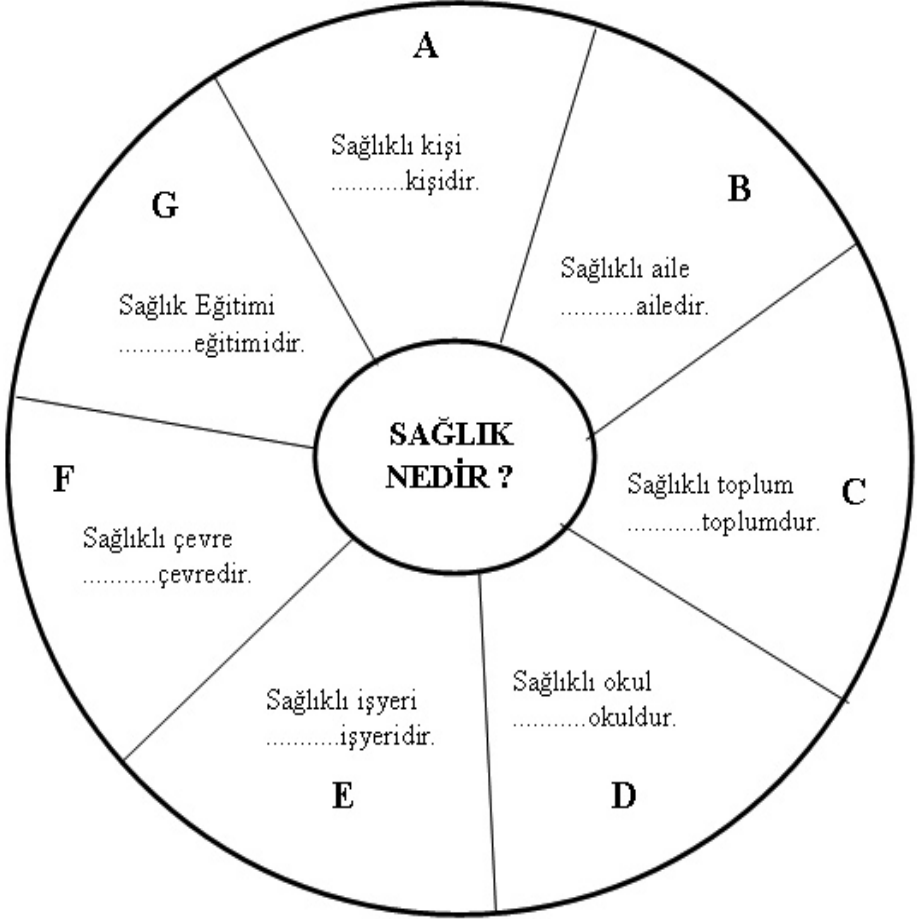 A
Sağlıklı kişi
...........kişidir.
B
Sağlıklı aile
...........ailedir.
C
Sağlıklı toplum
...........toplumdur.
D
Sağlıklı okul
...........okuldur.
E
Sağlıklı işyeri
...........işyeridir.
F
Sağlıklı çevre
...........çevredir.
G
Sağlık Eğitimi
...........eğitimidir.
SAĞLIK
NEDİR ?